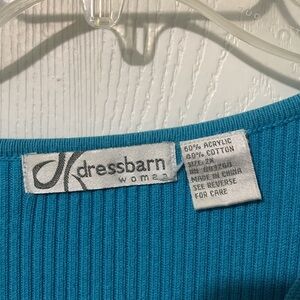 dressbarn
woman
60% ACRYLIC
40% COTTON
SIZE: 2X
MADE IN CHINA
SEE REVERSE
FOR CARE